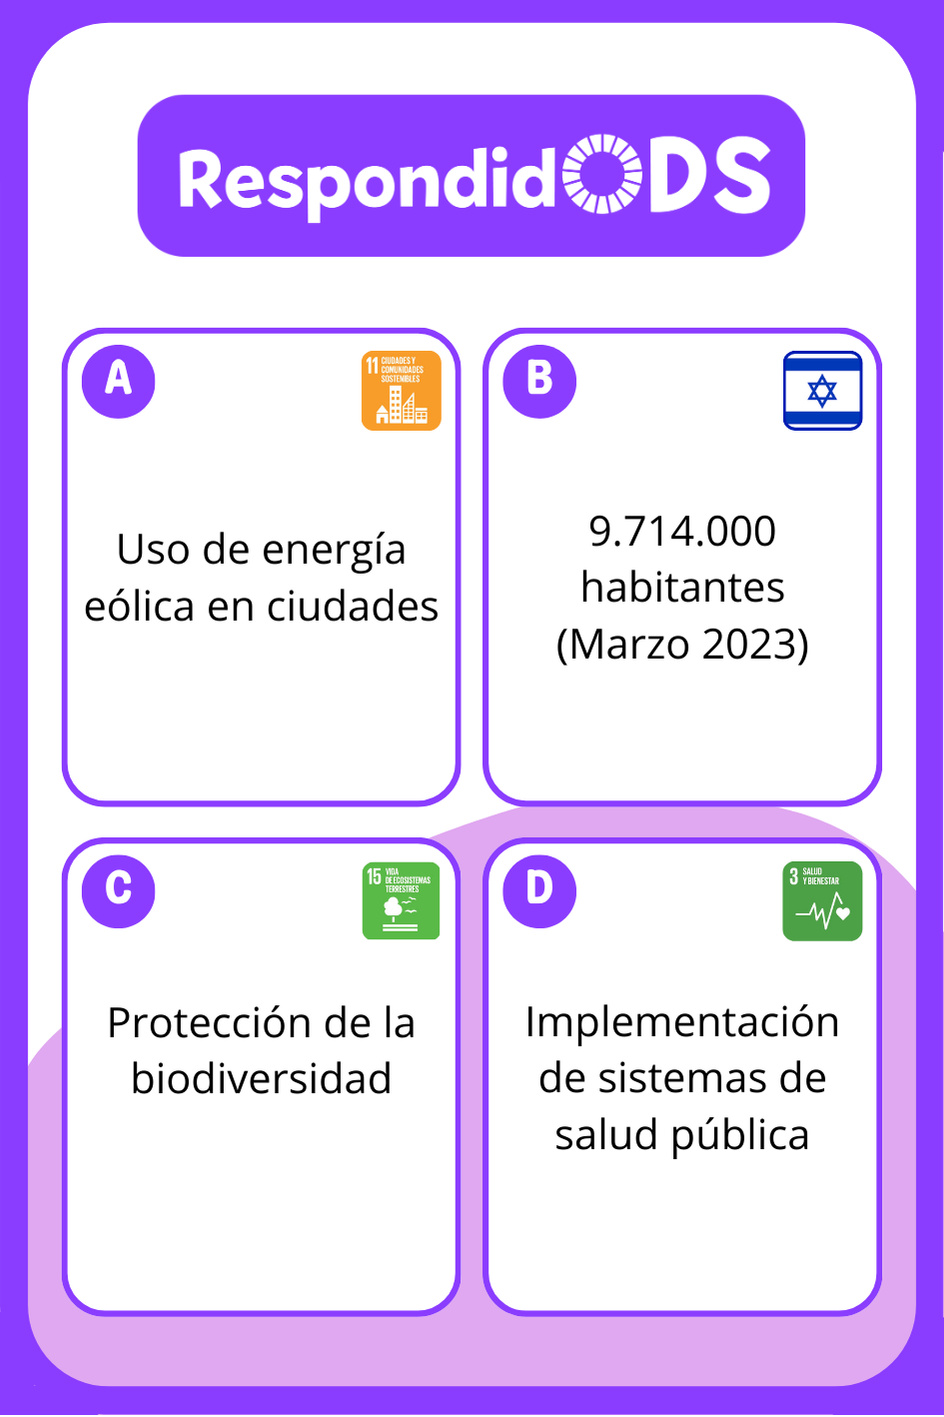 RespondidODS
A
11 CIUDADES Y
COMUNIDADES
SOSTENIBLES
Uso de energía
eólica en ciudades
B
9.714.000
habitantes
(Marzo 2023)
C
15 VIDA
DE ECOSISTEMAS
TERRESTRES
Protección de la
biodiversidad
D
3 SALUD
Y BIENESTAR
Implementación
de sistemas de
salud pública